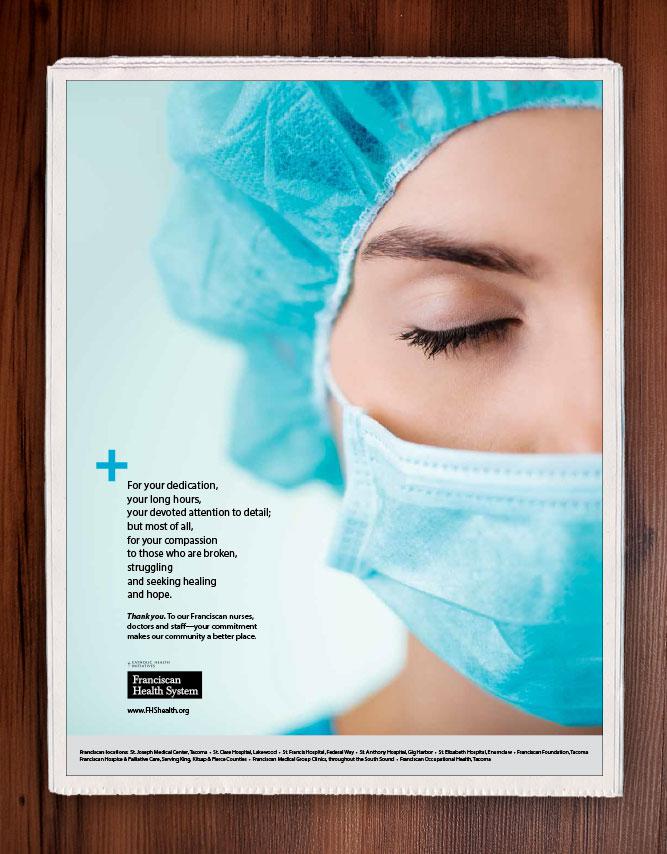 +
For your dedication,
your long hours,
your devoted attention to detail;
but most of all,
for your compassion
to those who are broken,
struggling
and seeking healing
and hope.
Thank you. To our Franciscan nurses,
doctors and staff—your commitment
makes our community a better place.
CATHOLIC HEALTH
INITIATIVES
Franciscan
Health System
www.FHShealth.org
Franciscan locations: St. Joseph Medical Center, Tacoma • St. Clare Hospital, Lakewood • St. Francis Hospital, Federal Way • St. Anthony Hospital, Gig Harbor • St. Elizabeth Hospital, Enumclaw • Franciscan Foundation, Tacoma
Franciscan Hospice & Palliative Care, Serving King, Kitsap & Pierce Counties • Franciscan Medical Group Clinics, throughout the South Sound • Franciscan Occupational Health, Tacoma